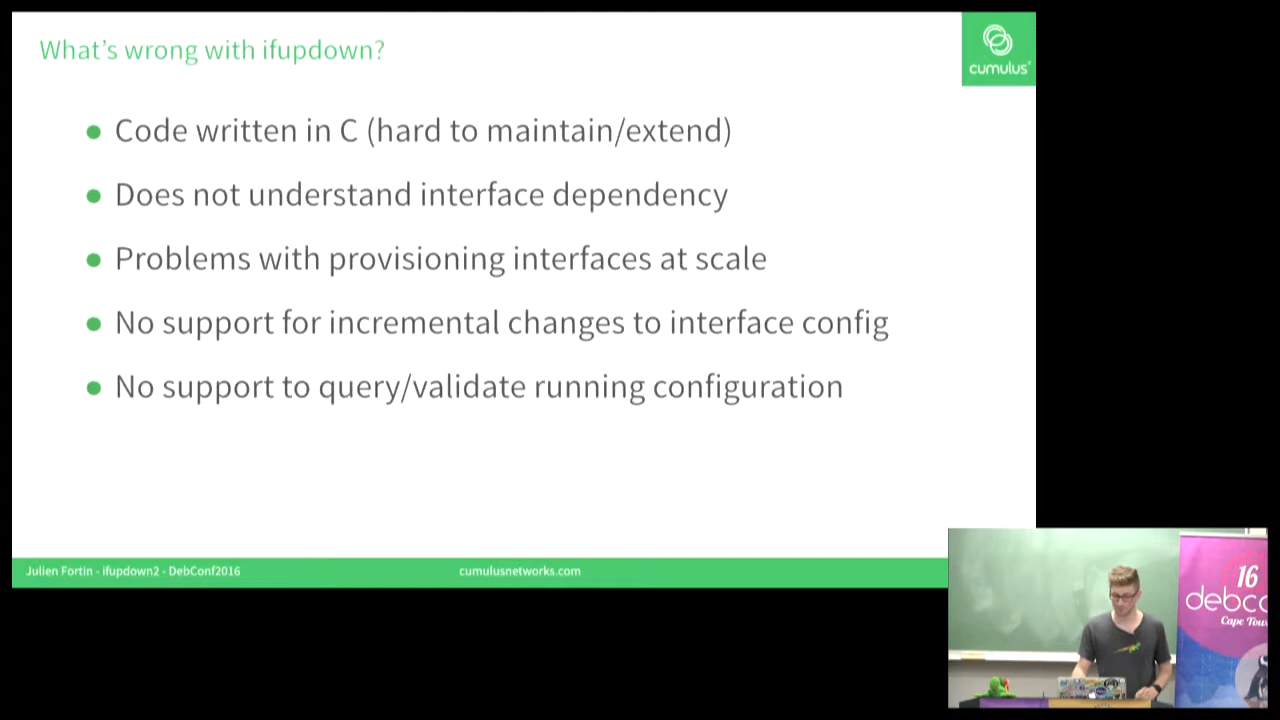 What's wrong with ifupdown?
cumulus
Code written in C (hard to maintain/extend)
Does not understand interface dependency
Problems with provisioning interfaces at scale
No support for incremental changes to interface config
No support to query/validate running configuration
Julien Fortin - ifupdown2 - DebConf2016
cumulusnetworks.com
16
debco
Cape Tow